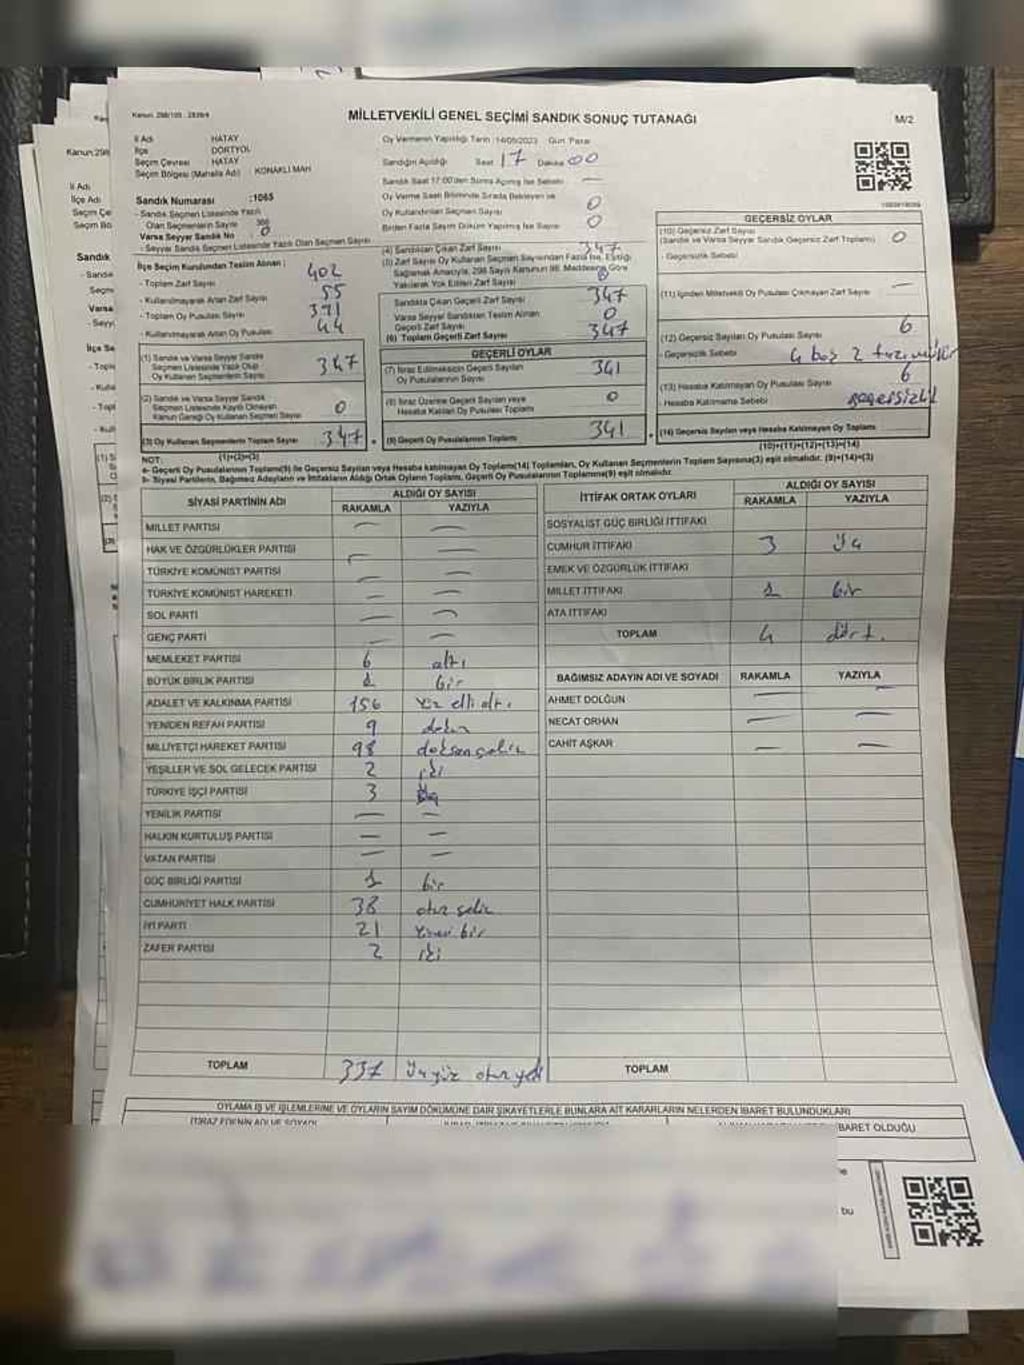 Kanun: 298/105 - 2839/4
MİLLETVEKİLİ GENEL SEÇİMİ SANDIK SONUÇ TUTANAĞI
M/2
İl Adı HATAY
İlçe DÖRTYOL
Seçim Çevresi HATAY
Seçim Bölgesi (Mahalle Adı) KONAKLI MAH
Oy Vermenin Yapıldığı Tarih : 14/05/2023 Gün: Pazar
Sandığın Açıldığı Saat 17 Dakika 00
Sandık Saat 17:00'den Sonra Açılmış İse Sebebi —
Oy Verme Saati Bitiminde Sırada Bekleyen ve
Oy Kullandırılan Seçmen Sayısı 0
Birden Fazla Sayım Döküm Yapılmış İse Sayısı 0
Sandık Numarası :1065
- Sandık Seçmen Listesinde Yazılı
Olan Seçmenlerin Sayısı
Varsa Seyyar Sandık No 0
- Seyyar Sandık Seçmen Listesinde Yazılı Olan Seçmen Sayısı
İlçe Seçim Kurulundan Teslim Alınan ;
- Toplam Zarf Sayısı 402
- Kullanılmayarak Artan Zarf Sayısı 55
- Toplam Oy Pusulası Sayısı 391
- Kullanılmayarak Artan Oy Pusulası 44
(1) Sandık ve Varsa Seyyar Sandık
Seçmen Listesinde Yazılı Olup
Oy Kullanan Seçmenlerin Sayısı 347
(2) Sandık ve Varsa Seyyar Sandık
Seçmen Listesinde Kayıtlı Olmayan
Kanun Gereği Oy Kullanan Seçmen Sayısı 0
(3) Oy Kullanan Seçmenlerin Toplam Sayısı 347
(4) Sandıktan Çıkan Zarf Sayısı 347
(5) Zarf Sayısı Oy Kullanan Seçmen Sayısından Fazla İse, Eşitliği
Sağlamak Amacıyla, 298 Sayılı Kanunun 98. Maddesine Göre
Yakılarak Yok Edilen Zarf Sayısı 0
Sandıkta Çıkan Geçerli Zarf Sayısı 347
Varsa Seyyar Sandıktan Teslim Alınan
Geçerli Zarf Sayısı 0
(6) Toplam Geçerli Zarf Sayısı 347
GEÇERLİ OYLAR
(7) İtiraz Edilmeksizin Geçerli Sayılan
Oy Pusulalarının Sayısı 341
(8) İtiraz Üzerine Geçerli Sayılan veya
Hesaba Katılan Oy Pusulası Toplamı 0
(9) Geçerli Oy Pusulalarının Toplamı 341
GEÇERSİZ OYLAR
(10) Geçersiz Zarf Sayısı
(Sandık ve Varsa Seyyar Sandık Geçersiz Zarf Toplamı) 0
- Geçersizlik Sebebi
(11) İçinden Milletvekili Oy Pusulası Çıkmayan Zarf Sayısı —
(12) Geçersiz Sayılan Oy Pusulası Sayısı 6
- Geçersizlik Sebebi 4 boş 2
(13) Hesaba Katılmayan Oy Pusulası Sayısı 6
- Hesaba Katılmama Sebebi geçersizlik
(14) Geçersiz Sayılan veya Hesaba Katılmayan Oy Pusulası Toplamı
(10)+(11)+(12)+(13)=(14)
NOT: (1)+(2)=(3)
a- Geçerli Oy Pusulalarının Toplamı(9) ile Geçersiz Sayılan veya Hesaba katılmayan Oy Toplamı(14) Toplamları, Oy Kullanan Seçmenlerin Toplam Sayısına(3) eşit olmalıdır. (9)+(14)=(3)
b- Siyasi Partilerin, Bağımsız Adayların ve İttifakların Aldığı Ortak Oyların Toplamı, Geçerli Oy Pusulalarının Toplamına(9) eşit olmalıdır.
SİYASİ PARTİNİN ADI ALDIĞI OY SAYISI
RAKAMLA YAZIYLA
MİLLET PARTİSİ — —
HAK VE ÖZGÜRLÜKLER PARTİSİ — —
TÜRKİYE KOMÜNİST PARTİSİ — —
TÜRKİYE KOMÜNİST HAREKETİ — —
SOL PARTİ — —
GENÇ PARTİ — —
MEMLEKET PARTİSİ 6 altı
BÜYÜK BİRLİK PARTİSİ 1 bir
ADALET VE KALKINMA PARTİSİ 156 Yüz elli altı
YENİDEN REFAH PARTİSİ 9 dokuz
MİLLİYETÇİ HAREKET PARTİSİ 98 doksan sekiz
YEŞİLLER VE SOL GELECEK PARTİSİ 2 iki
TÜRKİYE İŞÇİ PARTİSİ 3 üç
YENİLİK PARTİSİ — —
HALKIN KURTULUŞ PARTİSİ — —
VATAN PARTİSİ — —
GÜÇ BİRLİĞİ PARTİSİ 1 bir
CUMHURİYET HALK PARTİSİ 38 otuz sekiz
İYİ PARTİ 21 Yirmi bir
ZAFER PARTİSİ 2 iki
TOPLAM 337 Üçyüz otuz yedi
İTTİFAK ORTAK OYLARI ALDIĞI OY SAYISI
RAKAMLA YAZIYLA
SOSYALİST GÜÇ BİRLİĞİ İTTİFAKI
CUMHUR İTTİFAKI 3 Üç
EMEK VE ÖZGÜRLÜK İTTİFAKI
MİLLET İTTİFAKI 1 bir
ATA İTTİFAKI
TOPLAM 4 dört.
BAĞIMSIZ ADAYIN ADI VE SOYADI RAKAMLA YAZIYLA
AHMET DOLĞUN — —
NECAT ORHAN — —
CAHİT AŞKAR — —
TOPLAM
OYLAMA İŞ VE İŞLEMLERİNE VE OYLARIN SAYIM DÖKÜMÜNE DAİR ŞİKAYETLERLE BUNLARA AİT KARARLARIN NELERDEN İBARET BULUNDUKLARI
İTİRAZ EDENİN ADI VE SOYADI
İBARET OLDUĞU
bu